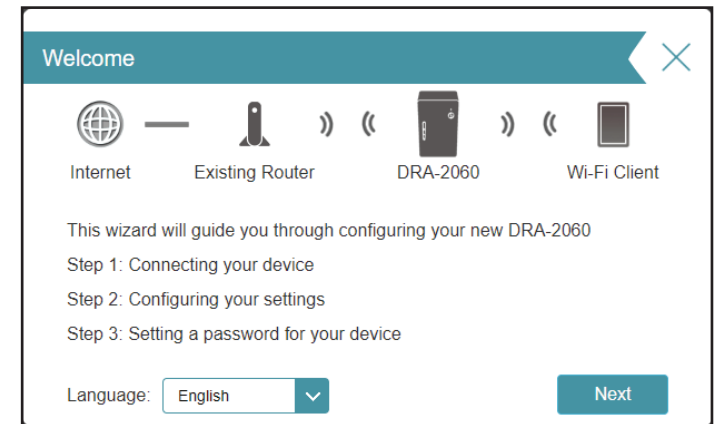 Welcome
Internet
Existing Router
DRA-2060
Wi-Fi Client
This wizard will guide you through configuring your new DRA-2060
Step 1: Connecting your device
Step 2: Configuring your settings
Step 3: Setting a password for your device
Language: English
Next